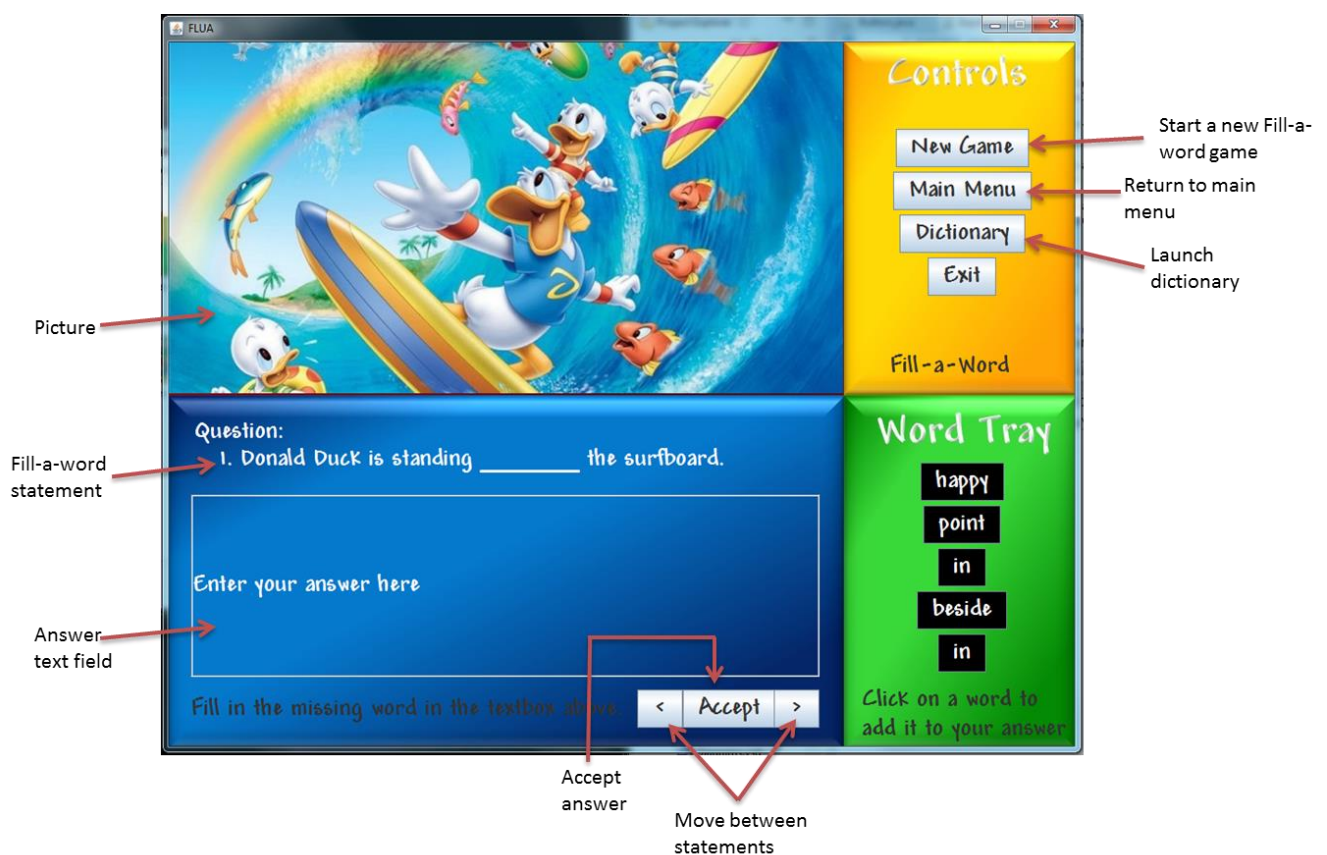 FLUA
Controls
New Game
Main Menu
Dictionary
Exit
Fill-a-Word
Start a new Fill-a-
word game
Return to main
menu
Launch
dictionary
Picture
Question:
1. Donald Duck is standing ________ the surfboard.
Fill-a-word
statement
Enter your answer here
Answer
text field
Fill in the missing word in the textbox above.
< Accept >
Word Tray
happy
point
in
beside
in
Click on a word to
add it to your answer
Accept
answer
Move between
statements